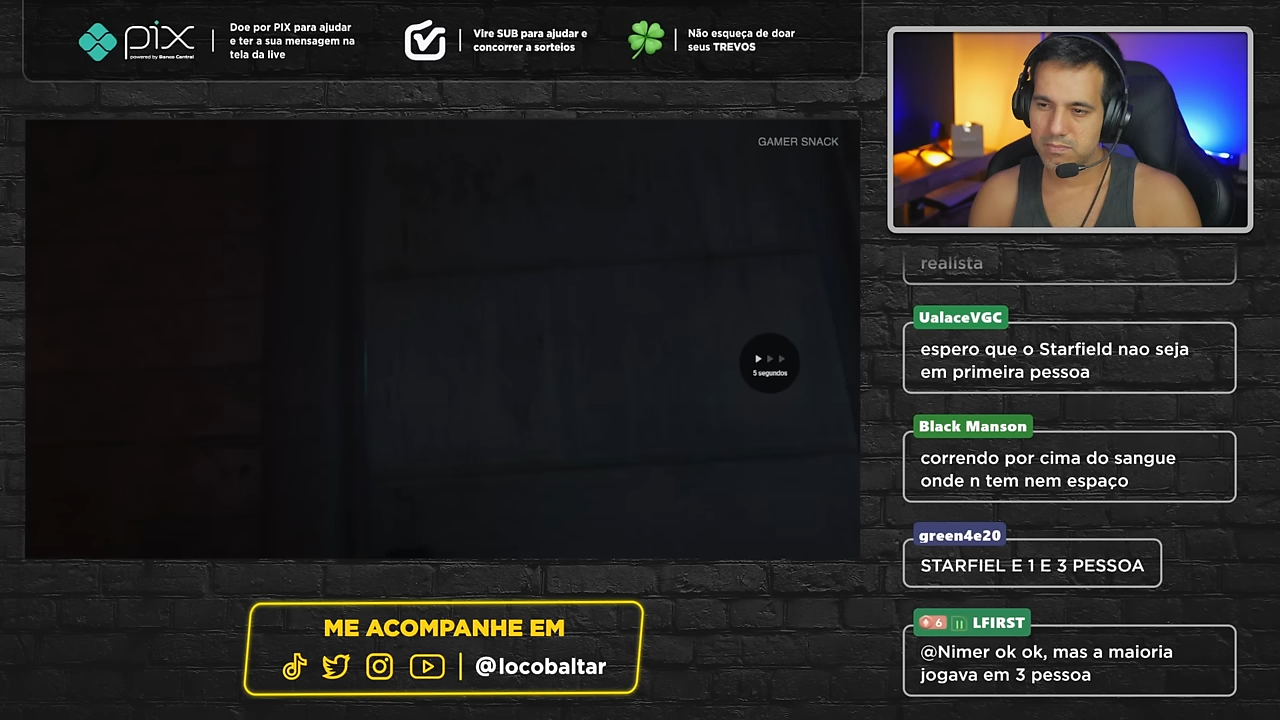 pix
powered by Banco Central
Doe por PIX para ajudar
e ter a sua mensagem na
tela da live
Vire SUB para ajudar e
concorrer a sorteios
Não esqueça de doar
seus TREVOS
GAMER SNACK
5 segundos
realista
UalaceVGC
espero que o Starfield nao seja
em primeira pessoa
Black Manson
correndo por cima do sangue
onde n tem nem espaço
green4e20
STARFIEL E 1 E 3 PESSOA
6 LFIRST
@Nimer ok ok, mas a maioria
jogava em 3 pessoa
ME ACOMPANHE EM
@locobaltar